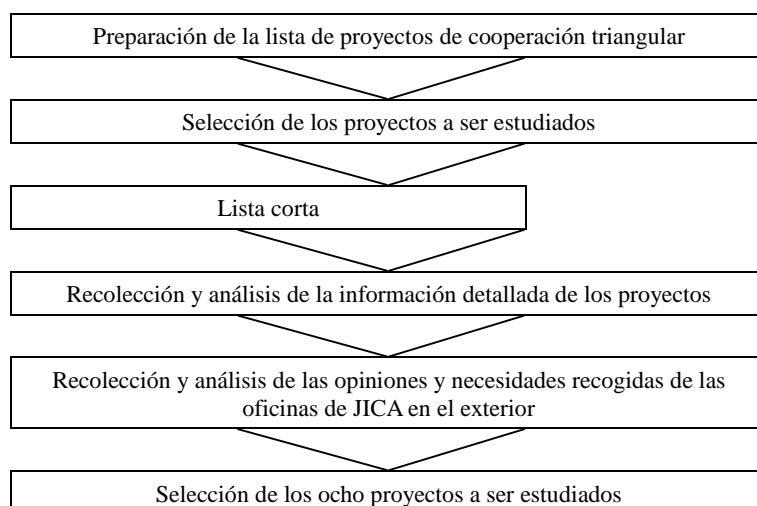 Preparación de la lista de proyectos de cooperación triangular
Selección de los proyectos a ser estudiados
Lista corta
Recolección y análisis de la información detallada de los proyectos
Recolección y análisis de las opiniones y necesidades recogidas de las
oficinas de JICA en el exterior
Selección de los ocho proyectos a ser estudiados